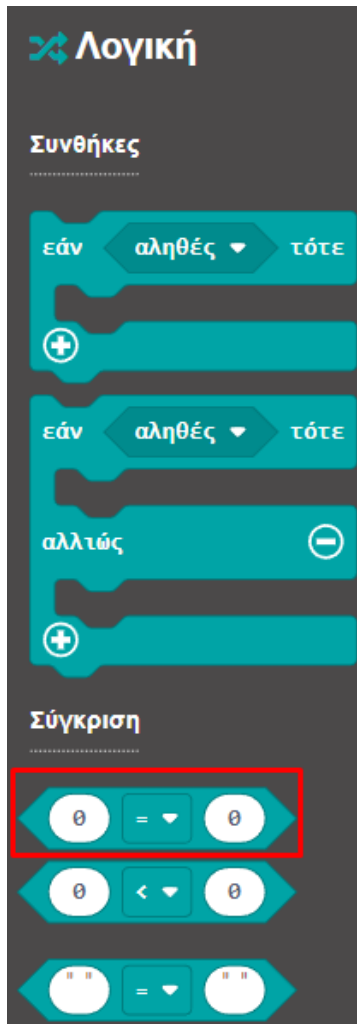 Λογική
Συνθήκες
εάν αληθές τότε
εάν αληθές τότε
αλλιώς
Σύγκριση
0 = 0
0 < 0
" " = " "